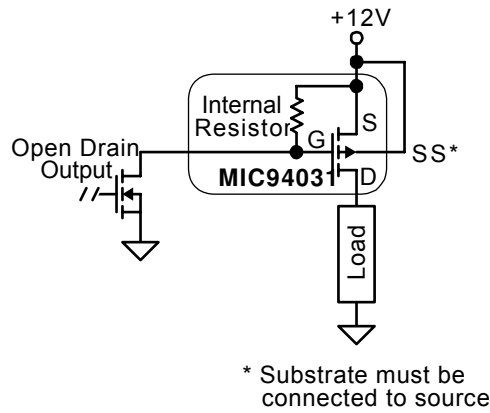 +12V
Internal
Resistor
S
G
Open Drain
Output
SS*
MIC94031
D
Load
* Substrate must be
connected to source